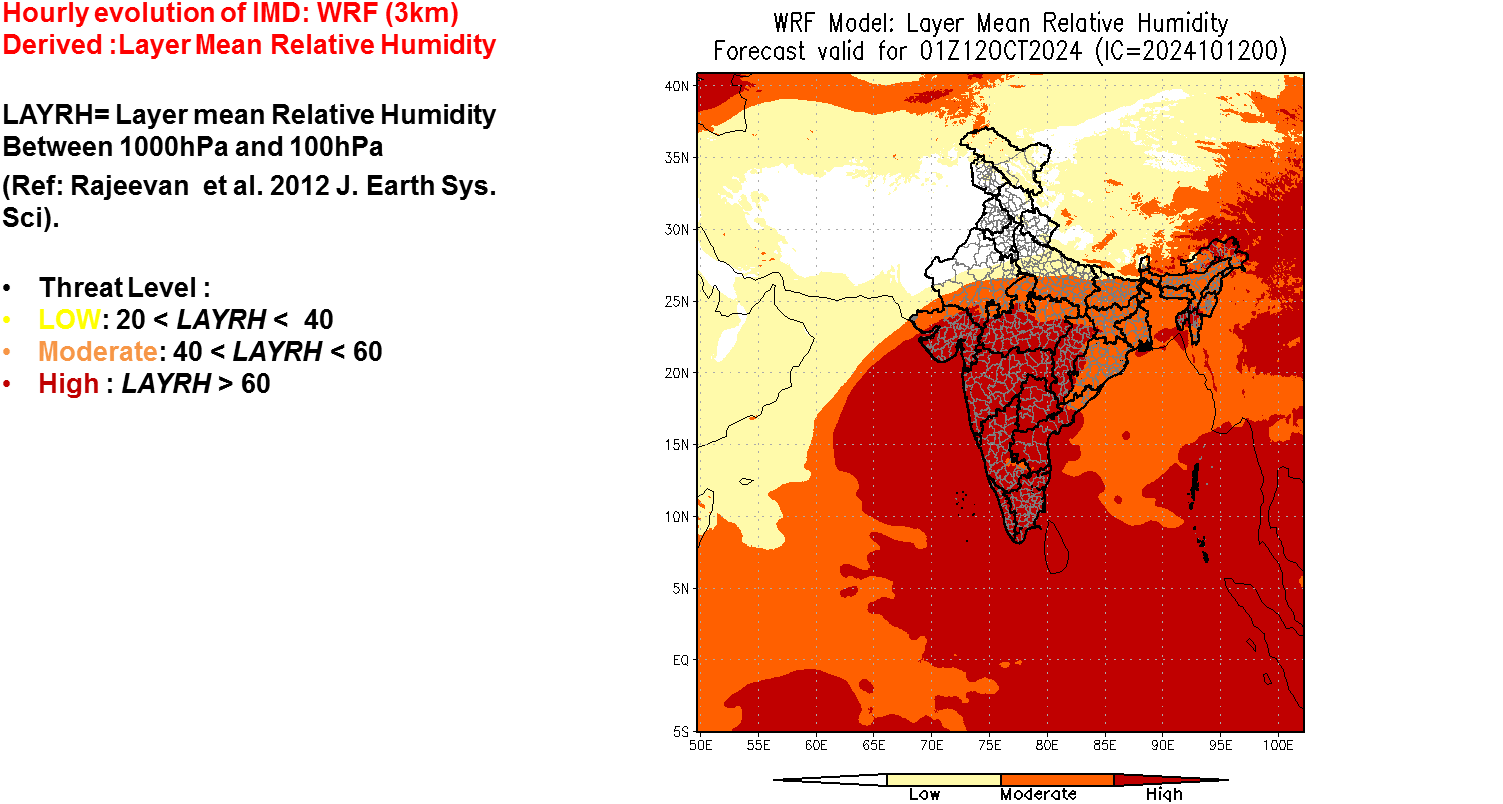 Hourly evolution of IMD: WRF (3km)
Derived :Layer Mean Relative Humidity
LAYRH= Layer mean Relative Humidity
Between 1000hPa and 100hPa
(Ref: Rajeevan et al. 2012 J. Earth Sys.
Sci).
• Threat Level :
• LOW: 20 < LAYRH < 40
• Moderate: 40 < LAYRH < 60
• High : LAYRH > 60
WRF Model: Layer Mean Relative Humidity
Forecast valid for 01Z12OCT2024 (IC=2024101200)
40N
35N
30N
25N
20N
15N
10N
5N
EQ
5S
50E 55E 60E 65E 70E 75E 80E 85E 90E 95E 100E
Low Moderate High